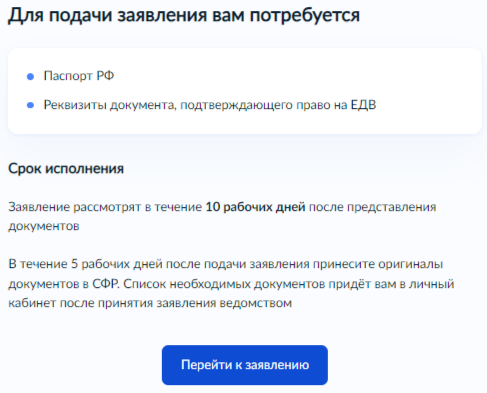 Для подачи заявления вам потребуется
Паспорт РФ
Реквизиты документа, подтверждающего право на ЕДВ
Срок исполнения
Заявление рассмотрят в течение 10 рабочих дней после представления
документов
В течение 5 рабочих дней после подачи заявления принесите оригиналы
документов в СФР. Список необходимых документов придёт вам в личный
кабинет после принятия заявления ведомством
Перейти к заявлению